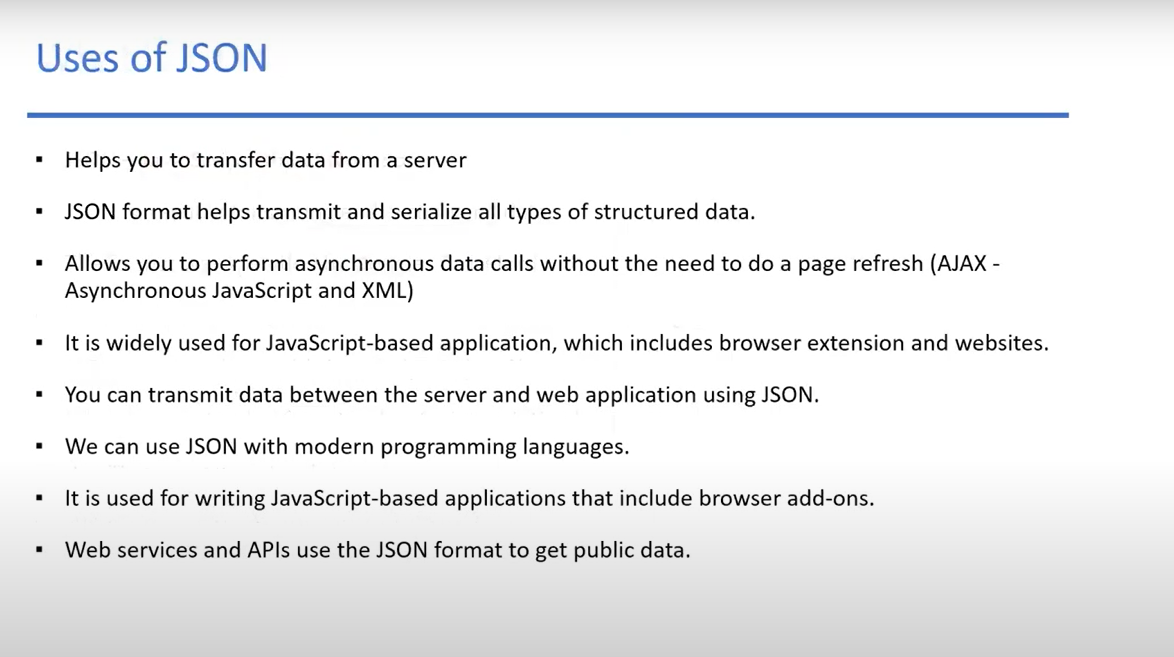 Uses of JSON
▪ Helps you to transfer data from a server
▪ JSON format helps transmit and serialize all types of structured data.
▪ Allows you to perform asynchronous data calls without the need to do a page refresh (AJAX -
Asynchronous JavaScript and XML)
▪ It is widely used for JavaScript-based application, which includes browser extension and websites.
▪ You can transmit data between the server and web application using JSON.
▪ We can use JSON with modern programming languages.
▪ It is used for writing JavaScript-based applications that include browser add-ons.
▪ Web services and APIs use the JSON format to get public data.